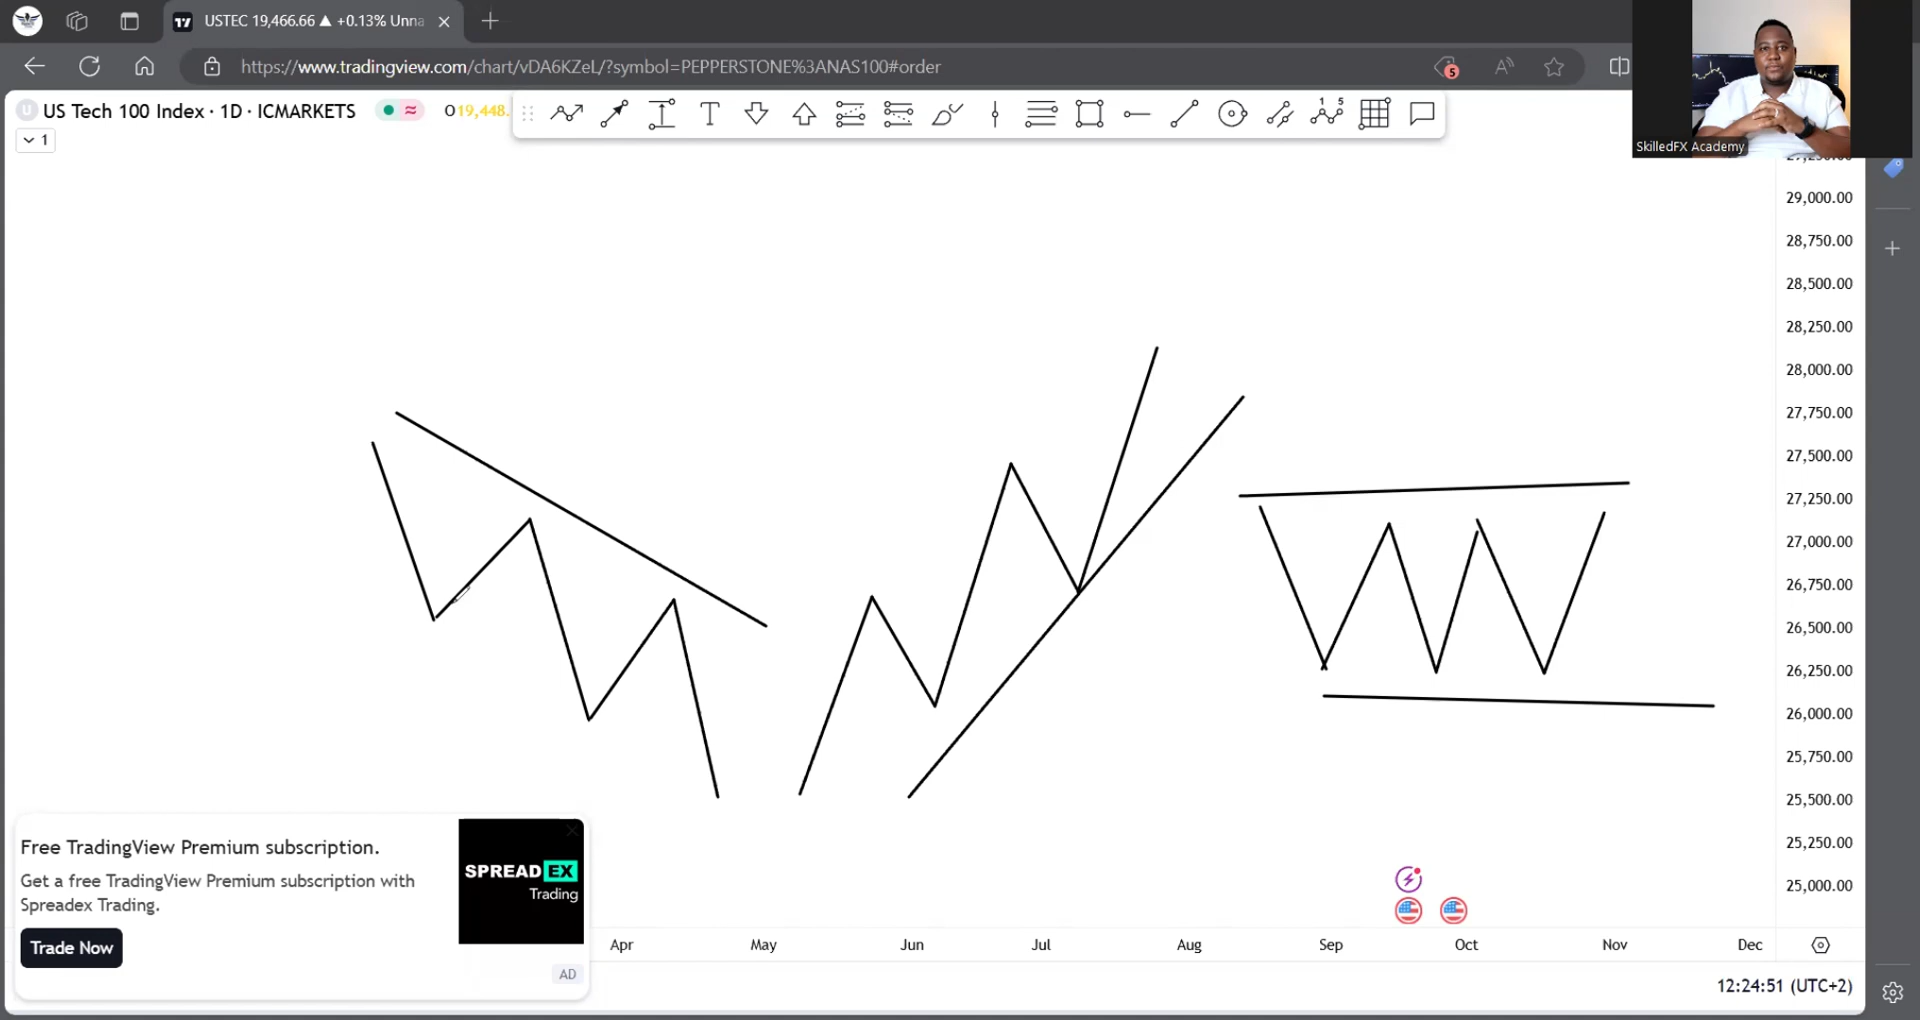 USTEC 19,466.66 ▲ +0.13% Unna
https://www.tradingview.com/chart/vDA6KZeL/?symbol=PEPPERSTONE%3ANAS100#order
5
SkilledFX Academy
U US Tech 100 Index · 1D · ICMARKETS
O19,448.
1
1 5
29,000.00
28,750.00
28,500.00
28,250.00
28,000.00
27,750.00
27,500.00
27,250.00
27,000.00
26,750.00
26,500.00
26,250.00
26,000.00
25,750.00
25,500.00
25,250.00
25,000.00
Free TradingView Premium subscription.
Get a free TradingView Premium subscription with
Spreadex Trading.
Trade Now
SPREADEX
Trading
AD
Apr May Jun Jul Aug Sep Oct Nov Dec
12:24:51 (UTC+2)